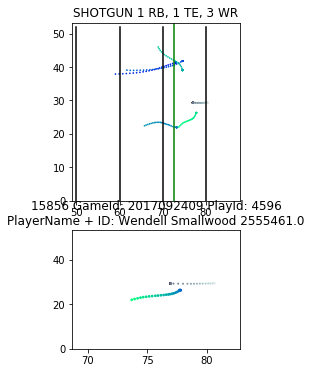 SHOTGUN 1 RB, 1 TE, 3 WR
50
40
30
20
10
0
50 60 70 80
15856 GameId: 2017092409 PlayId: 4596
PlayerName + ID: Wendell Smallwood 2555461.0
40
20
0
70 75 80